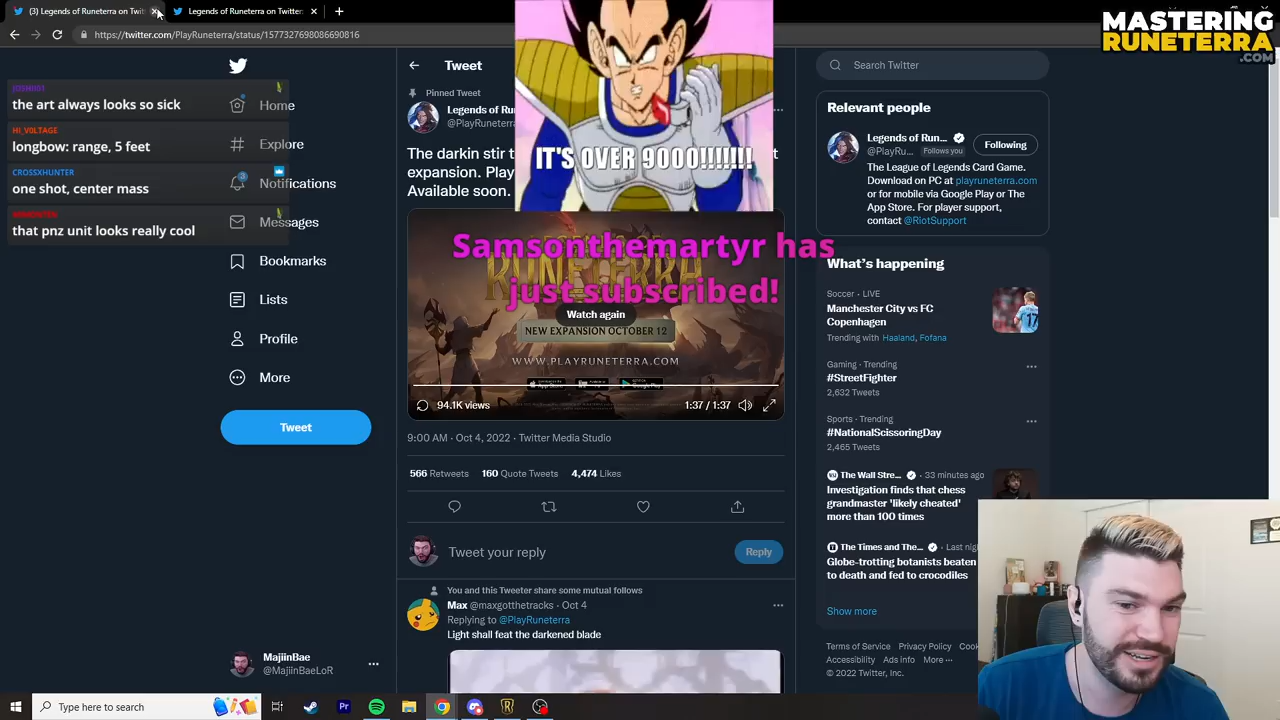 (3) Legends of Runeterra on Twit
Legends of Runeterra on Twitter
https://twitter.com/PlayRuneterra/status/1577327698086690816
MASTERING
RUNETERRA
.COM
the art always looks so sick
HI_V0LTAGE
longbow: range, 5 feet
CROSSXHUNTER
one shot, center mass
that pnz unit looks really cool
Home
Explore
Notifications
Messages
Bookmarks
Lists
Profile
More
Tweet
MajiinBae
@MajiinBaeLoR
Tweet
Pinned Tweet
Legends of Ru
@PlayRuneterra
The darkin stir t
expansion. Play
Available soon.
IT'S OVER 9000!!!!!!!
Samsonthemartyr has
just subscribed!
RUNETERRA
Watch again
NEW EXPANSION OCTOBER 12
WWW.PLAYRUNETERRA.COM
94.1K views
1:37 / 1:37
9:00 AM · Oct 4, 2022 · Twitter Media Studio
566 Retweets 160 Quote Tweets 4,474 Likes
Tweet your reply
Reply
You and this Tweeter share some mutual follows
Max @maxgotthetracks · Oct 4
Replying to @PlayRuneterra
Light shall feat the darkened blade
Search Twitter
Relevant people
Legends of Run...
@PlayRu... Follows you
Following
The League of Legends Card Game.
Download on PC at playruneterra.com
or for mobile via Google Play or The
App Store. For player support,
contact @RiotSupport
What's happening
Soccer · LIVE
Manchester City vs FC
Copenhagen
Trending with Haaland, Fofana
Gaming · Trending
#StreetFighter
2,632 Tweets
Sports · Trending
#NationalScissoringDay
2,465 Tweets
The Wall Stre... · 33 minutes ago
Investigation finds that chess
grandmaster 'likely cheated'
more than 100 times
The Times and The... · Last nig
Globe-trotting botanists beaten
to death and fed to crocodiles
Show more
Terms of Service Privacy Policy Cook
Accessibility Ads info More ···
© 2022 Twitter, Inc.
Type here to search